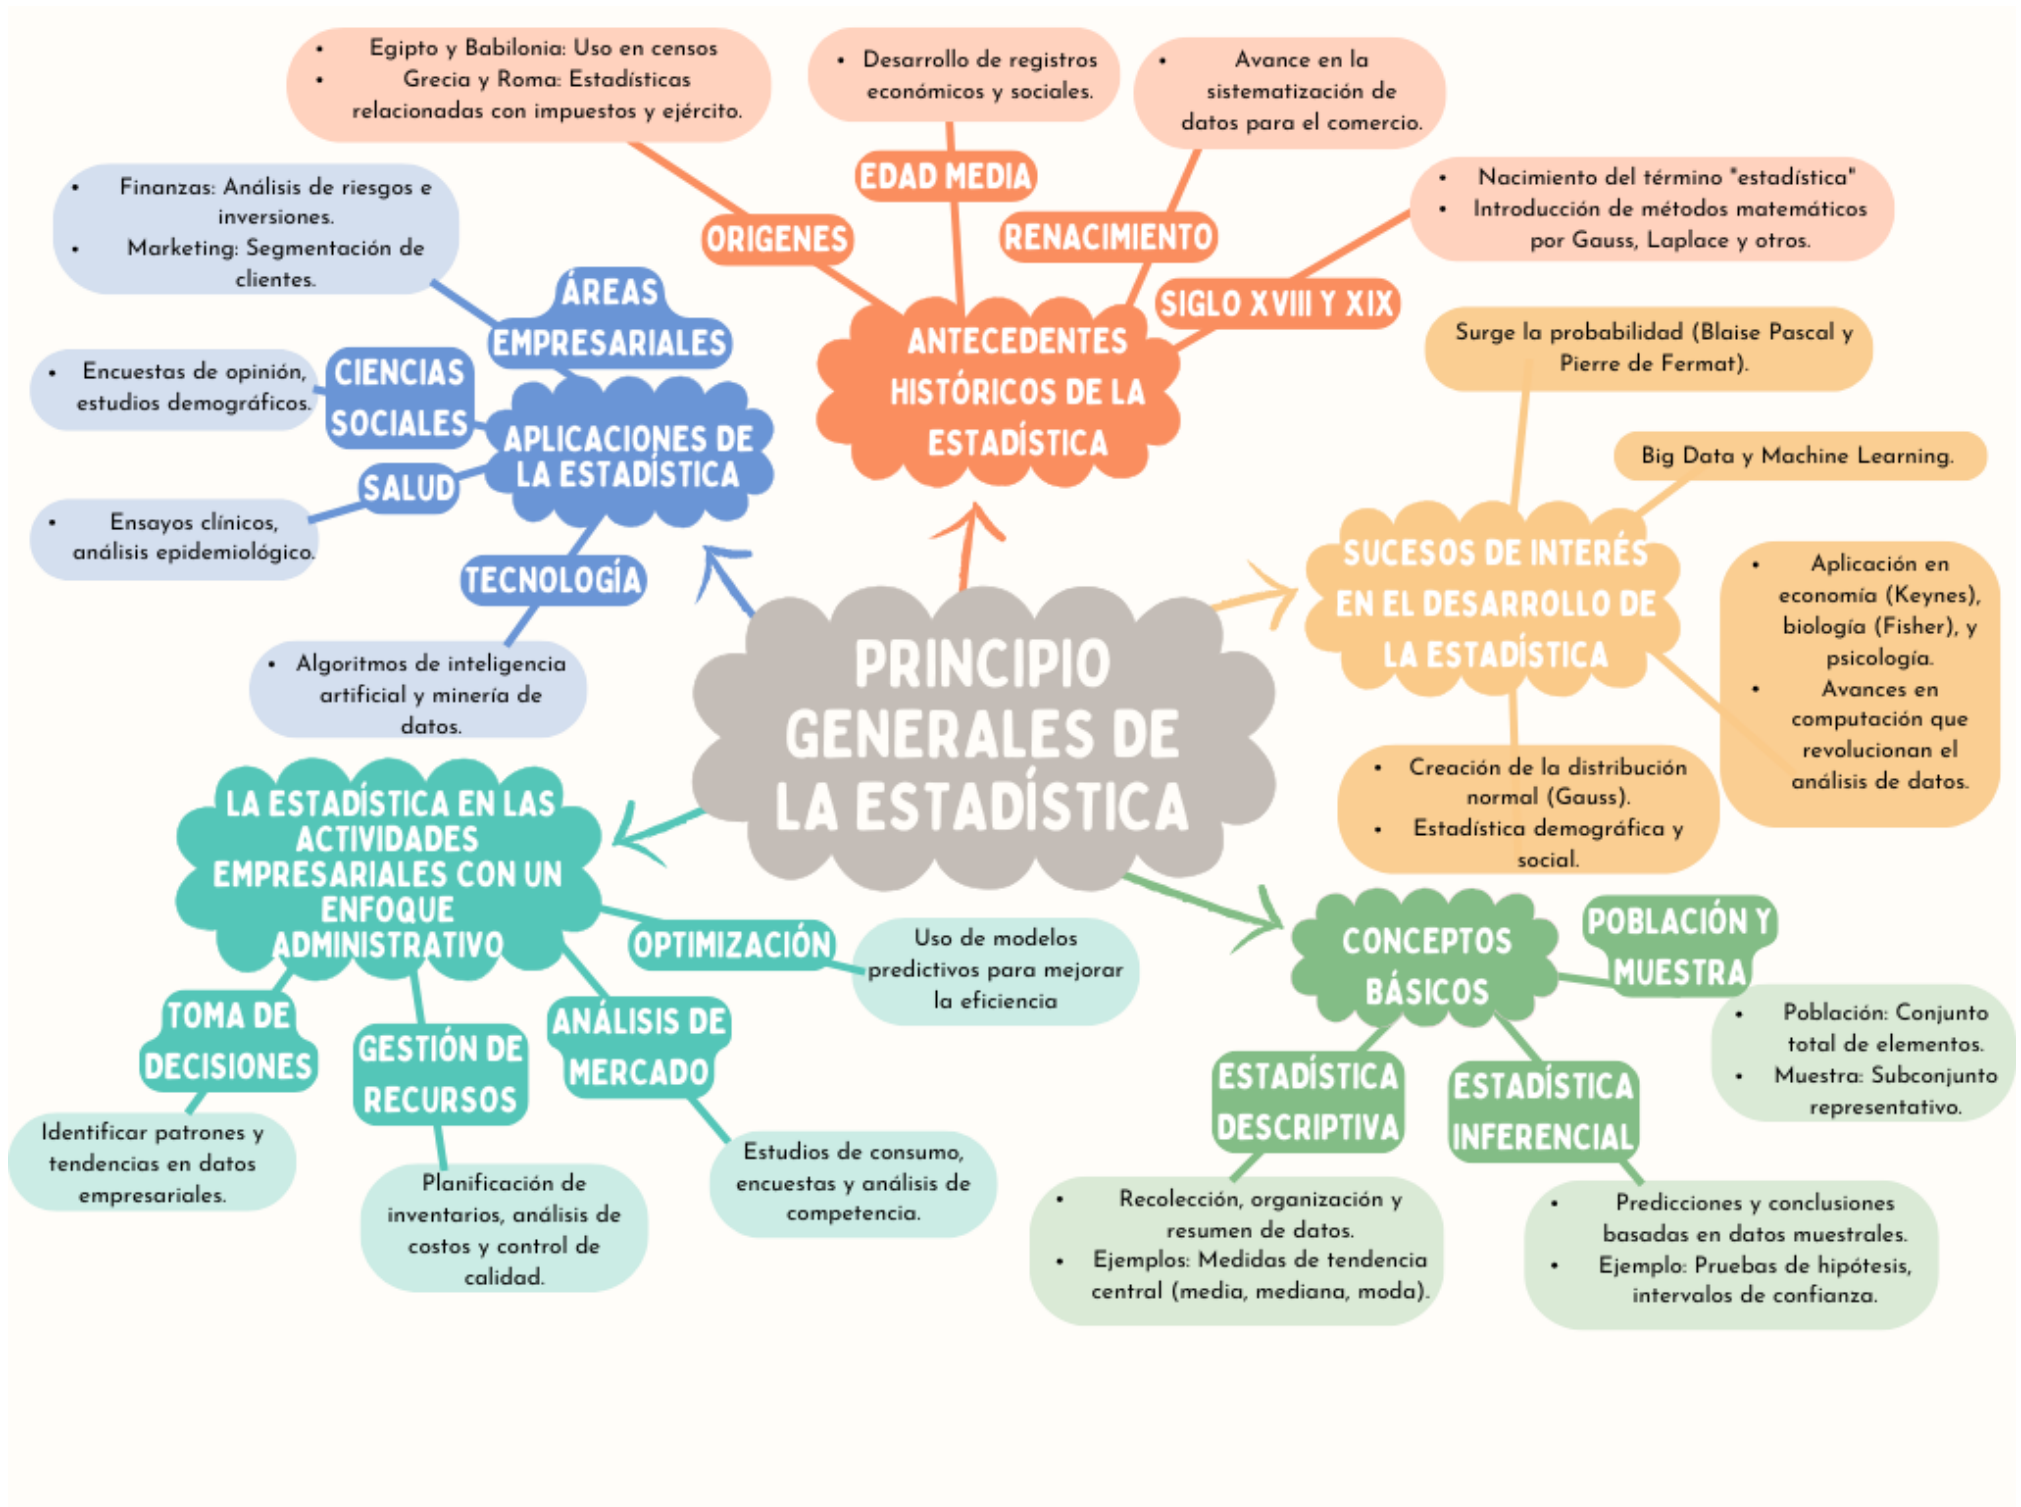 PRINCIPIO
GENERALES DE
LA ESTADÍSTICA
ANTECEDENTES
HISTÓRICOS DE LA
ESTADÍSTICA
ORIGENES
• Egipto y Babilonia: Uso en censos
• Grecia y Roma: Estadísticas
relacionadas con impuestos y ejército.
EDAD MEDIA
• Desarrollo de registros
económicos y sociales.
RENACIMIENTO
• Avance en la
sistematización de
datos para el comercio.
SIGLO XVIII Y XIX
• Nacimiento del término "estadística"
• Introducción de métodos matemáticos
por Gauss, Laplace y otros.
SUCESOS DE INTERÉS
EN EL DESARROLLO DE
LA ESTADÍSTICA
Surge la probabilidad (Blaise Pascal y
Pierre de Fermat).
Big Data y Machine Learning.
• Aplicación en
economía (Keynes),
biología (Fisher), y
psicología.
• Avances en
computación que
revolucionan el
análisis de datos.
• Creación de la distribución
normal (Gauss).
• Estadística demográfica y
social.
CONCEPTOS
BÁSICOS
POBLACIÓN Y
MUESTRA
• Población: Conjunto
total de elementos.
• Muestra: Subconjunto
representativo.
ESTADÍSTICA
INFERENCIAL
• Predicciones y conclusiones
basadas en datos muestrales.
• Ejemplo: Pruebas de hipótesis,
intervalos de confianza.
ESTADÍSTICA
DESCRIPTIVA
• Recolección, organización y
resumen de datos.
• Ejemplos: Medidas de tendencia
central (media, mediana, moda).
LA ESTADÍSTICA EN LAS
ACTIVIDADES
EMPRESARIALES CON UN
ENFOQUE
ADMINISTRATIVO
OPTIMIZACIÓN
Uso de modelos
predictivos para mejorar
la eficiencia
ANÁLISIS DE
MERCADO
Estudios de consumo,
encuestas y análisis de
competencia.
GESTIÓN DE
RECURSOS
Planificación de
inventarios, análisis de
costos y control de
calidad.
TOMA DE
DECISIONES
Identificar patrones y
tendencias en datos
empresariales.
APLICACIONES DE
LA ESTADÍSTICA
ÁREAS
EMPRESARIALES
• Finanzas: Análisis de riesgos e
inversiones.
• Marketing: Segmentación de
clientes.
CIENCIAS
SOCIALES
• Encuestas de opinión,
estudios demográficos.
SALUD
• Ensayos clínicos,
análisis epidemiológico.
TECNOLOGÍA
• Algoritmos de inteligencia
artificial y minería de
datos.